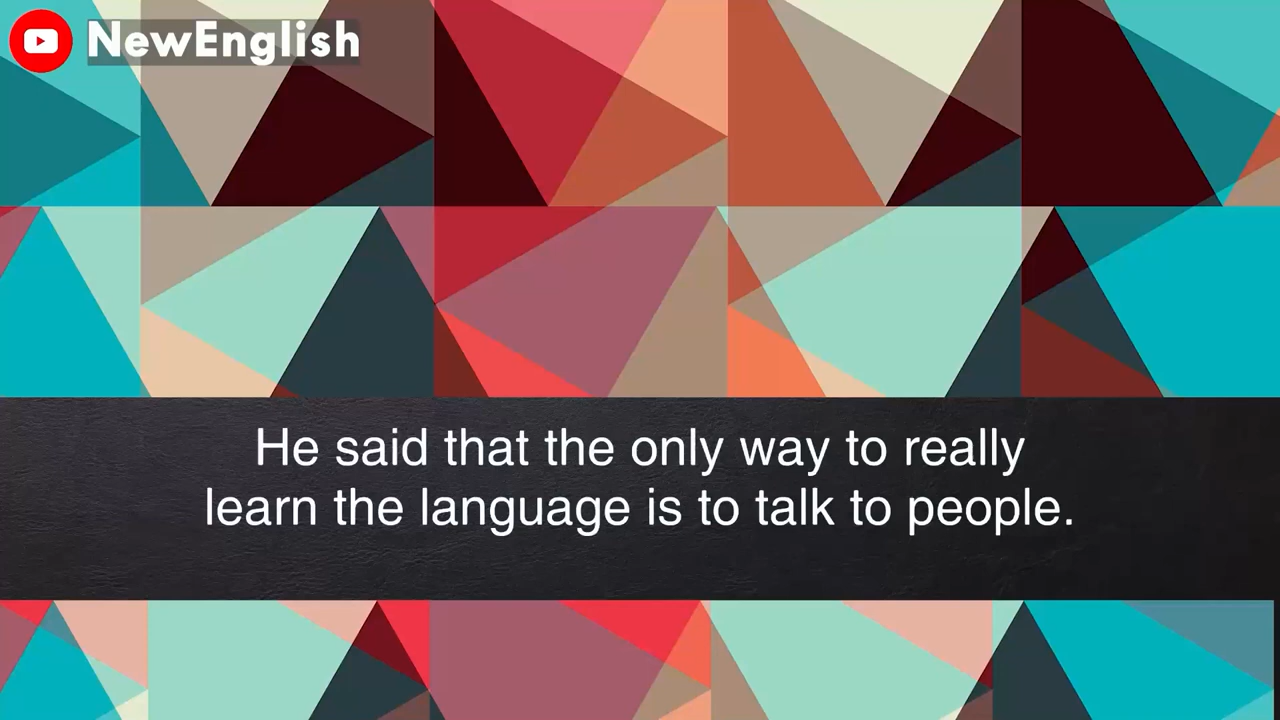 NewEnglish
He said that the only way to really
learn the language is to talk to people.